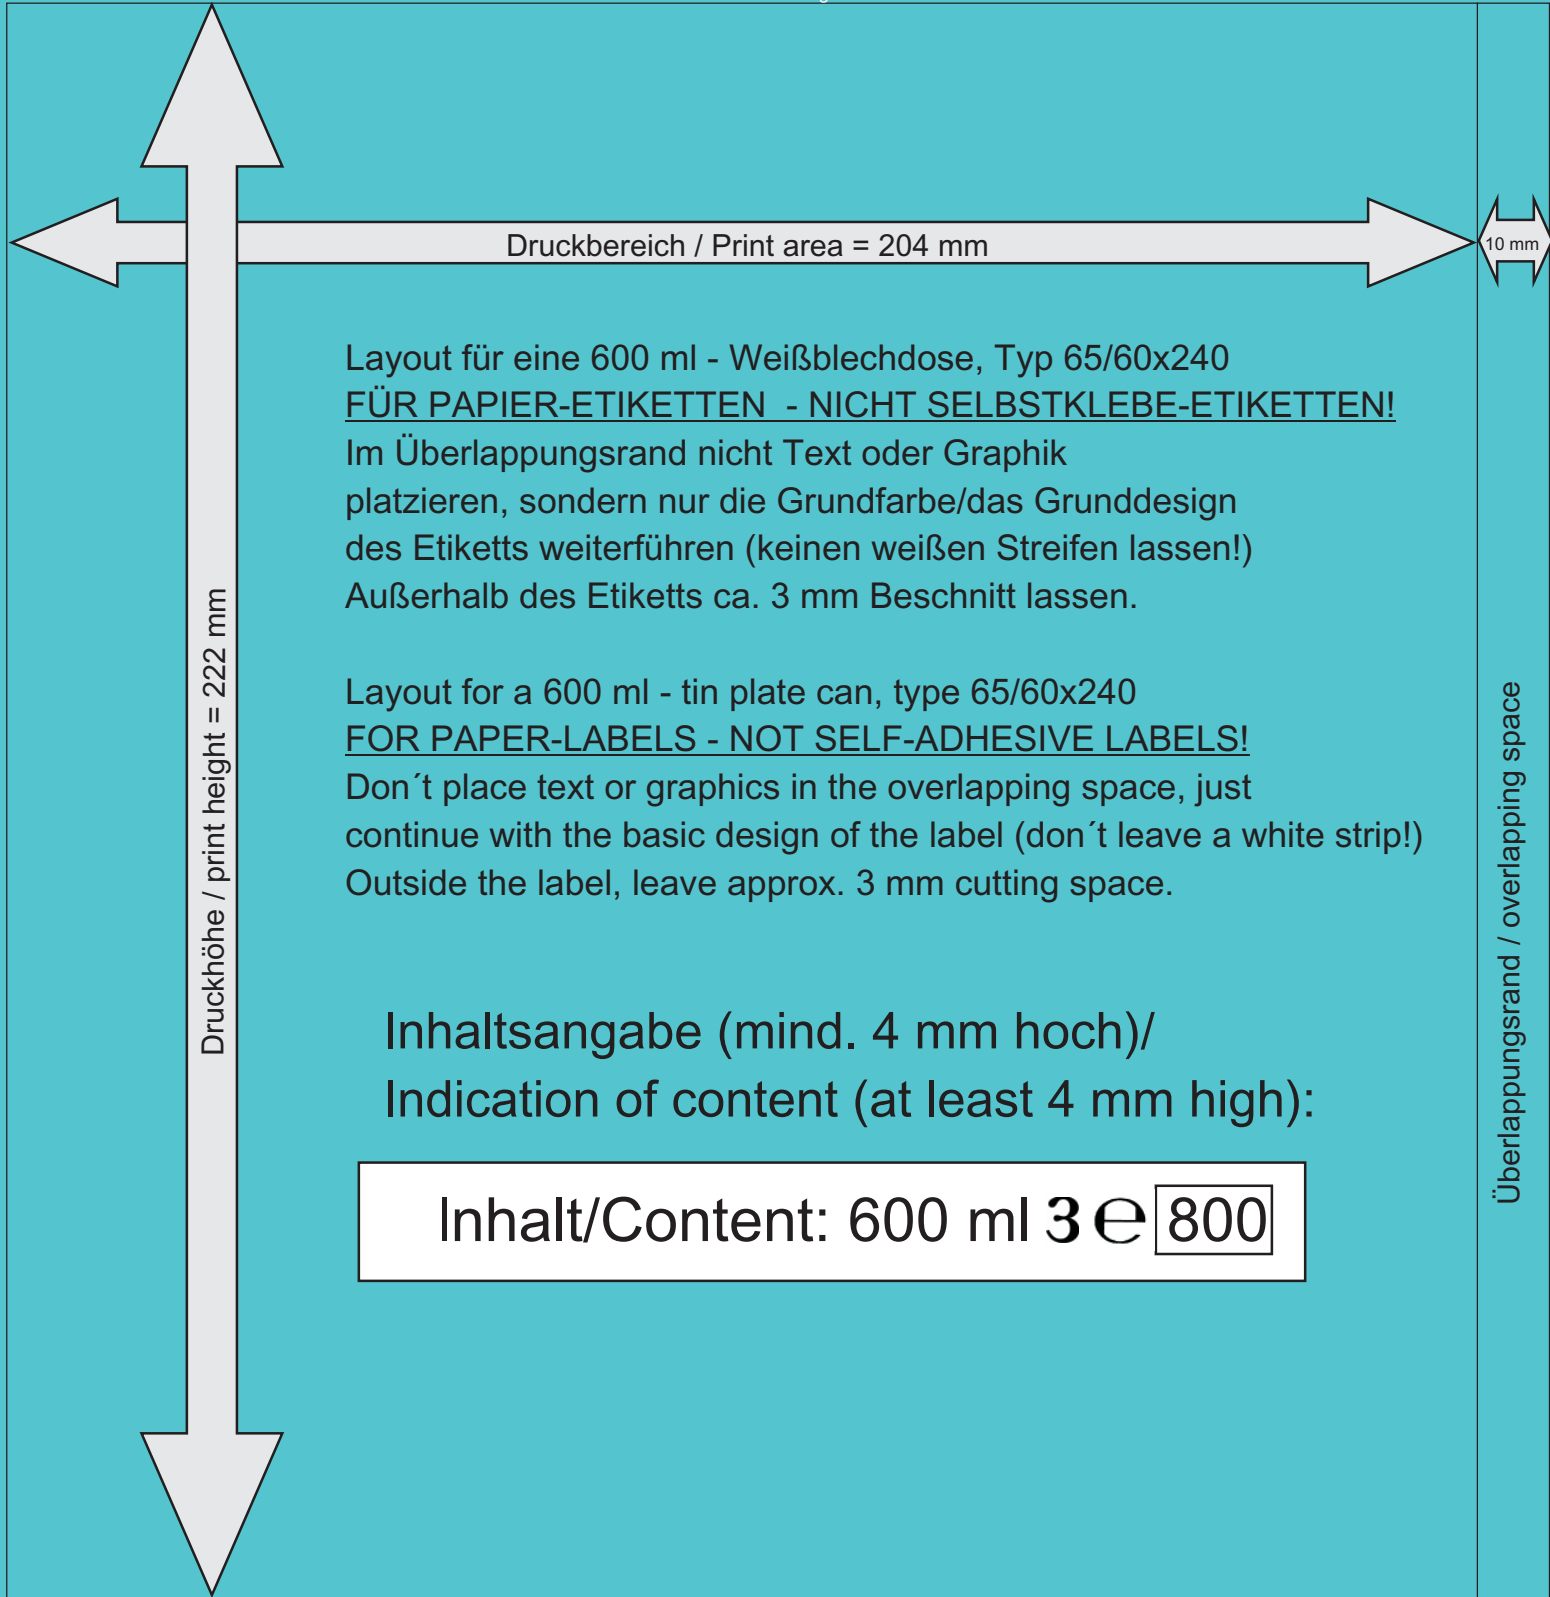 Druckbereich / Print area = 204 mm
10 mm
Layout für eine 600 ml - Weißblechdose, Typ 65/60x240
FÜR PAPIER-ETIKETTEN - NICHT SELBSTKLEBE-ETIKETTEN!
Im Überlappungsrand nicht Text oder Graphik
platzieren, sondern nur die Grundfarbe/das Grunddesign
des Etiketts weiterführen (keinen weißen Streifen lassen!)
Außerhalb des Etiketts ca. 3 mm Beschnitt lassen.
Layout for a 600 ml - tin plate can, type 65/60x240
FOR PAPER-LABELS - NOT SELF-ADHESIVE LABELS!
Don´t place text or graphics in the overlapping space, just
continue with the basic design of the label (don´t leave a white strip!)
Outside the label, leave approx. 3 mm cutting space.
Druckhöhe / print height = 222 mm
Überlappungsrand / overlapping space
Inhaltsangabe (mind. 4 mm hoch)/
Indication of content (at least 4 mm high):
Inhalt/Content: 600 ml 3 ℮ 800